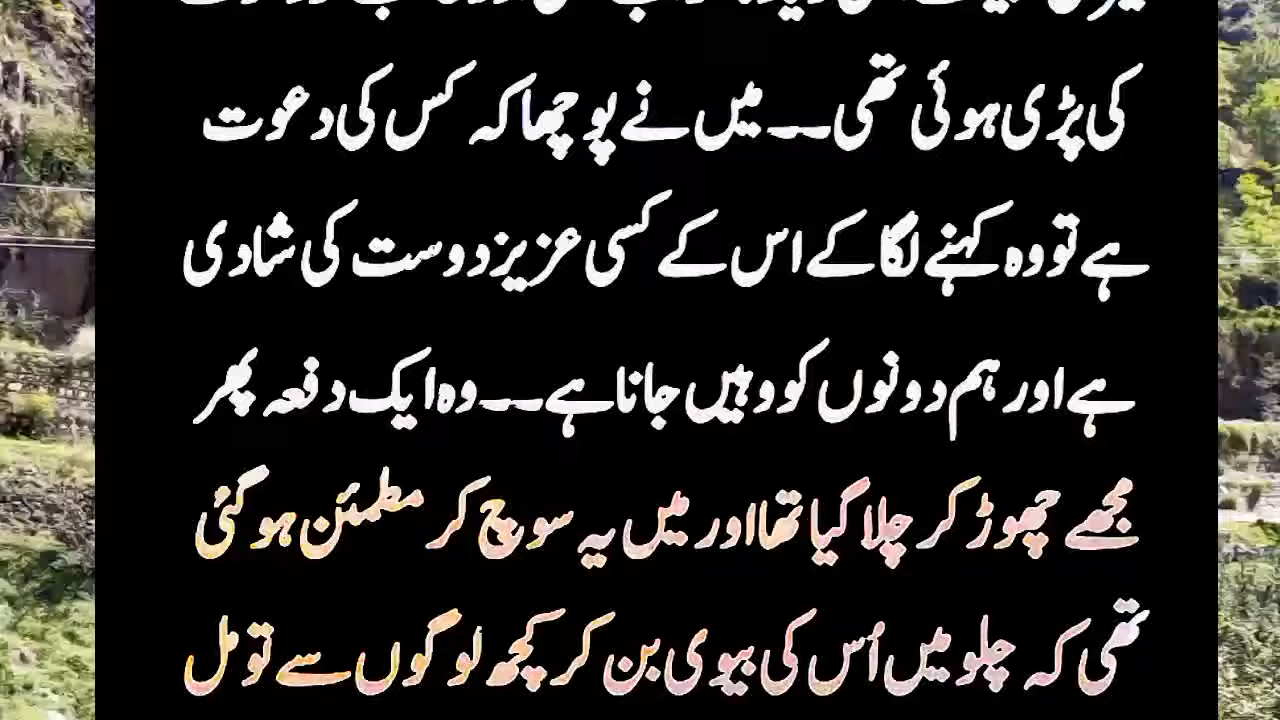 کی پڑی ہوئی تھی۔۔ میں نے پوچھا کہ کس کی دعوت
ہے تو وہ کہنے لگا کے اس کے کسی عزیز دوست کی شادی
ہے اور ہم دونوں کو وہیں جانا ہے۔۔ وہ ایک دفعہ پھر
مجھے چھوڑ کر چلا گیا تھا اور میں یہ سوچ کر مطمئن ہو گئی
تھی کہ چلو میں اُس کی بیوی بن کر کچھ لوگوں سے تو مل